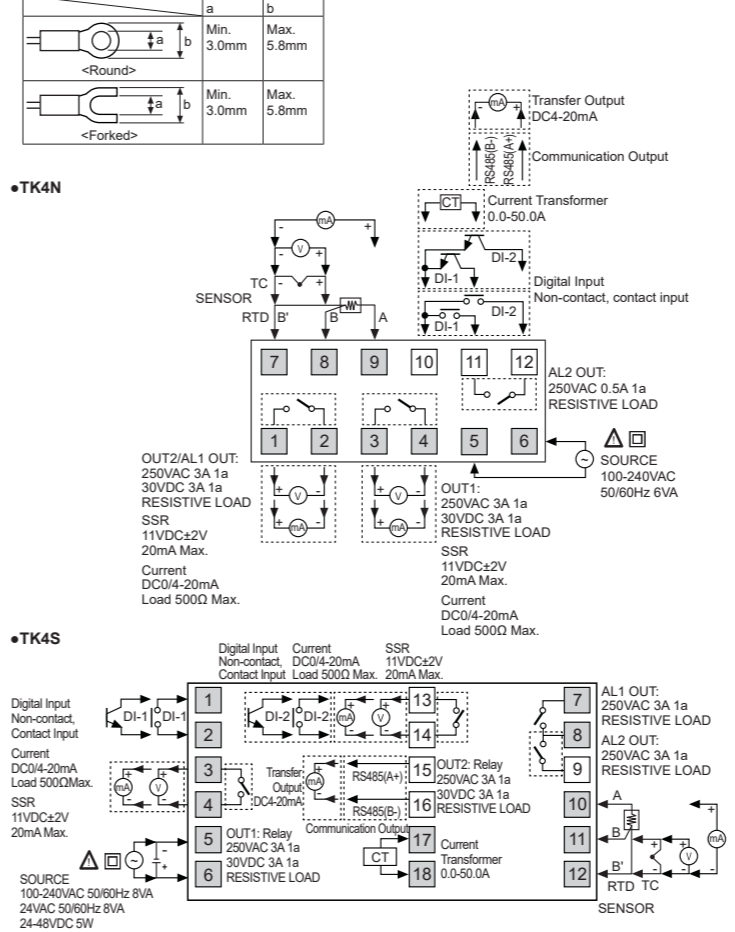 a b
Min. 3.0mm Max. 5.8mm
a b
<Round>
Min. 3.0mm Max. 5.8mm
a b
<Forked>
●TK4N
- mA +
Transfer Output
DC4-20mA
RS485(B-)
RS485(A+)
Communication Output
CT
Current Transformer
0.0-50.0A
DI-1
DI-2
Digital Input
Non-contact, contact input
DI-1
DI-2
- mA +
- V +
TC - +
SENSOR
RTD B' B A
7 8 9 10 11 12
AL2 OUT:
250VAC 0.5A 1a
RESISTIVE LOAD
1 2 3 4 5 6
SOURCE
100-240VAC
50/60Hz 6VA
OUT2/AL1 OUT:
250VAC 3A 1a
30VDC 3A 1a
RESISTIVE LOAD
SSR
11VDC±2V
20mA Max.
Current
DC0/4-20mA
Load 500Ω Max.
+ V -
+ mA -
+ V -
+ mA -
OUT1:
250VAC 3A 1a
30VDC 3A 1a
RESISTIVE LOAD
SSR
11VDC±2V
20mA Max.
Current
DC0/4-20mA
Load 500Ω Max.
●TK4S
Digital Input
Non-contact,
Contact Input
Current
DC0/4-20mA
Load 500Ω Max.
SSR
11VDC±2V
20mA Max.
Digital Input
Non-contact,
Contact Input
DI-1 DI-1
1
2
DI-2 DI-2
+ mA -
+ V -
13
14
Current
DC0/4-20mA
Load 500ΩMax.
SSR
11VDC±2V
20mA Max.
+ mA -
+ V -
3
4
Transfer
Output
DC4-20mA
+ mA -
RS485(A+)
RS485(B-)
Communication Output
15
16
OUT2: Relay
250VAC 3A 1a
30VDC 3A 1a
RESISTIVE LOAD
SOURCE
100-240VAC 50/60Hz 8VA
24VAC 50/60Hz 8VA
24-48VDC 5W
- +
5
6
OUT1: Relay
250VAC 3A 1a
30VDC 3A 1a
RESISTIVE LOAD
CT
17
18
Current
Transformer
0.0-50.0A
7
8
9
AL1 OUT:
250VAC 3A 1a
RESISTIVE LOAD
AL2 OUT:
250VAC 3A 1a
RESISTIVE LOAD
10
11
12
A
B
B'
RTD TC
+ -
+ V -
+ mA -
SENSOR